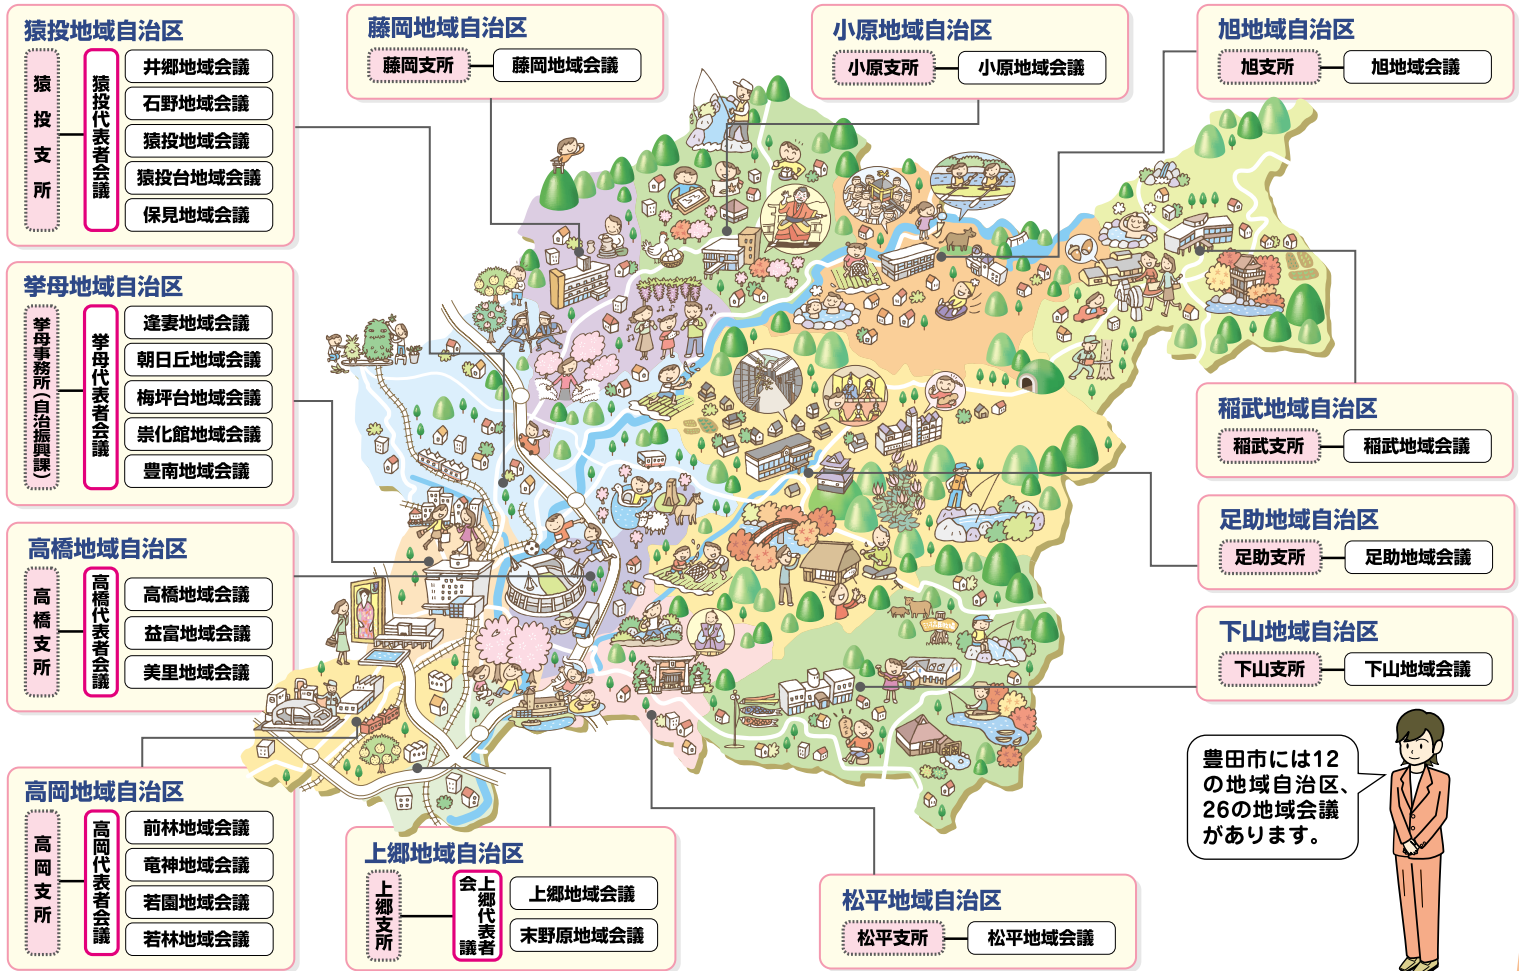 猿投地域自治区
猿投支所
猿投代表者会議
井郷地域会議
石野地域会議
猿投地域会議
猿投台地域会議
保見地域会議
藤岡地域自治区
藤岡支所
藤岡地域会議
小原地域自治区
小原支所
小原地域会議
旭地域自治区
旭支所
旭地域会議
挙母地域自治区
挙母事務所(自治振興課)
挙母代表者会議
逢妻地域会議
朝日丘地域会議
梅坪台地域会議
崇化館地域会議
豊南地域会議
稲武地域自治区
稲武支所
稲武地域会議
足助地域自治区
足助支所
足助地域会議
高橋地域自治区
高橋支所
高橋代表者会議
高橋地域会議
益富地域会議
美里地域会議
下山地域自治区
下山支所
下山地域会議
高岡地域自治区
高岡支所
高岡代表者会議
前林地域会議
竜神地域会議
若園地域会議
若林地域会議
上郷地域自治区
上郷支所
上郷代表者
会議
上郷地域会議
末野原地域会議
松平地域自治区
松平支所
松平地域会議
豊田市には12
の地域自治区、
26の地域会議
があります。